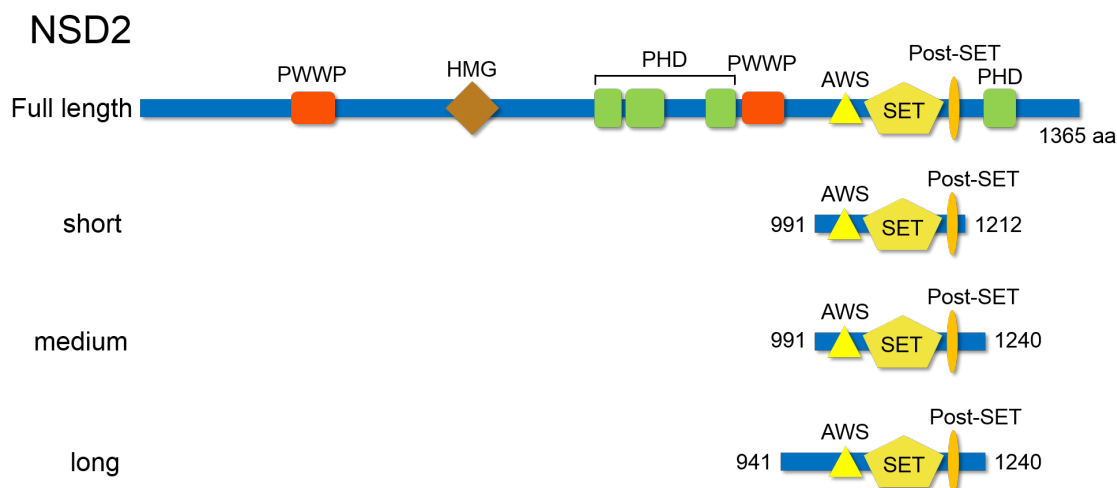 NSD2
Post-SET
PWWP HMG PHD PWWP AWS PHD
Full length SET
1365 aa
Post-SET
AWS
short 991 SET 1212
Post-SET
AWS
medium 991 SET 1240
Post-SET
AWS
long 941 SET 1240